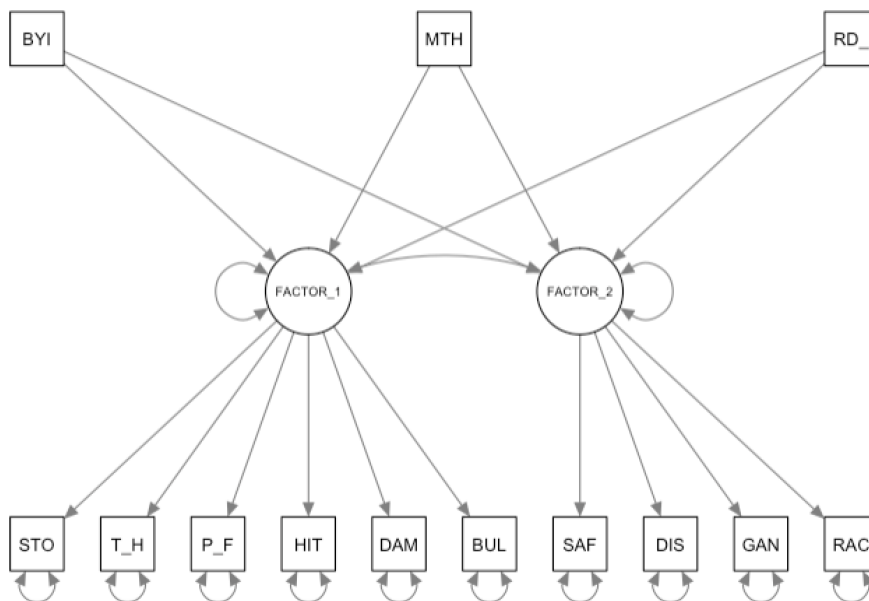 BYI
MTH
RD_
FACTOR_1
FACTOR_2
STO
T_H
P_F
HIT
DAM
BUL
SAF
DIS
GAN
RAC